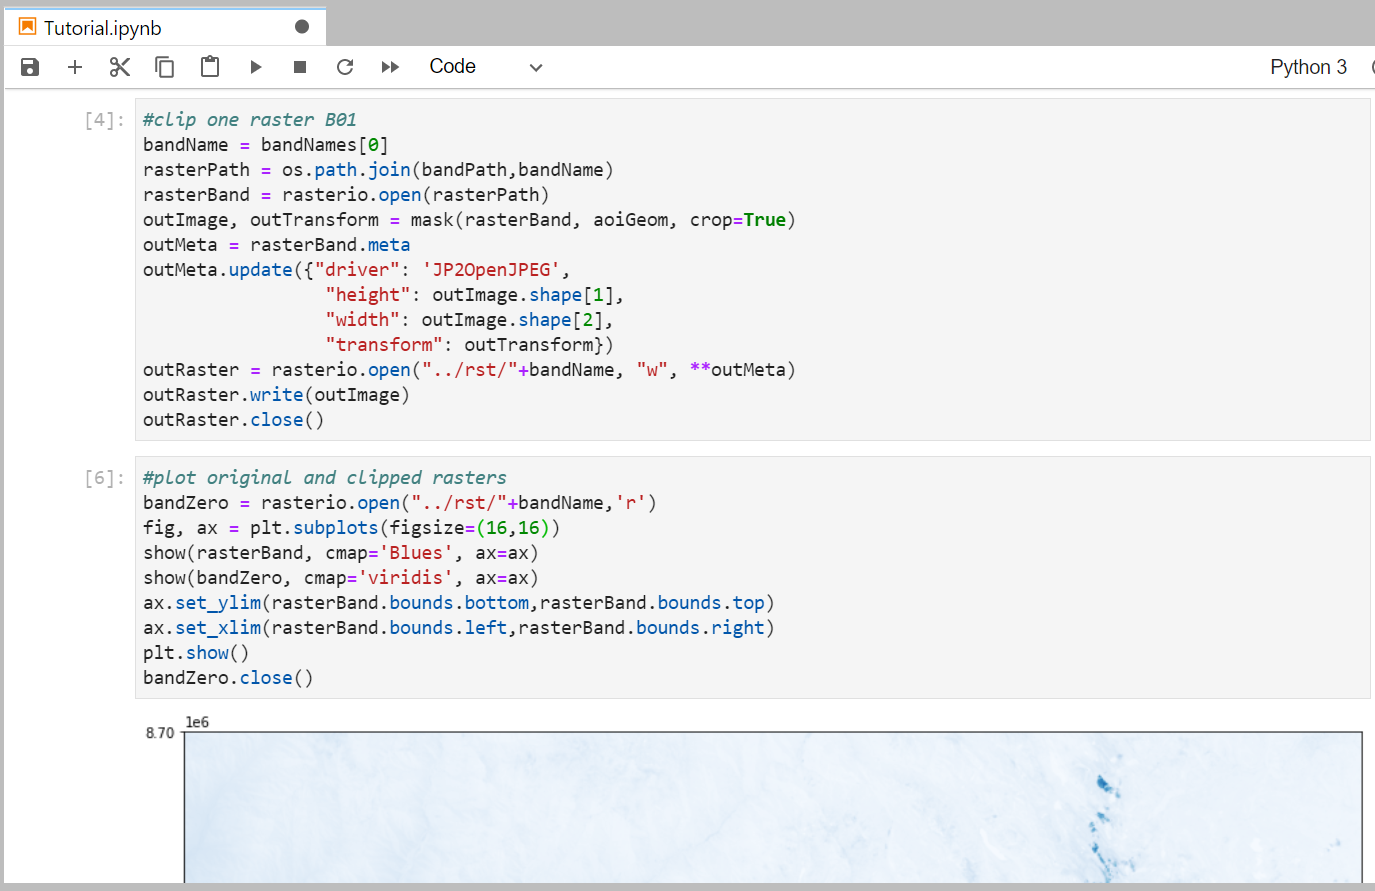 Tutorial.ipynb
Code
Python 3
[4]:
#clip one raster B01
bandName = bandNames[0]
rasterPath = os.path.join(bandPath,bandName)
rasterBand = rasterio.open(rasterPath)
outImage, outTransform = mask(rasterBand, aoiGeom, crop=True)
outMeta = rasterBand.meta
outMeta.update({"driver": 'JP2OpenJPEG',
                 "height": outImage.shape[1],
                 "width": outImage.shape[2],
                 "transform": outTransform})
outRaster = rasterio.open("../rst/"+bandName, "w", **outMeta)
outRaster.write(outImage)
outRaster.close()
[6]:
#plot original and clipped rasters
bandZero = rasterio.open("../rst/"+bandName,'r')
fig, ax = plt.subplots(figsize=(16,16))
show(rasterBand, cmap='Blues', ax=ax)
show(bandZero, cmap='viridis', ax=ax)
ax.set_ylim(rasterBand.bounds.bottom,rasterBand.bounds.top)
ax.set_xlim(rasterBand.bounds.left,rasterBand.bounds.right)
plt.show()
bandZero.close()
1e6
8.70